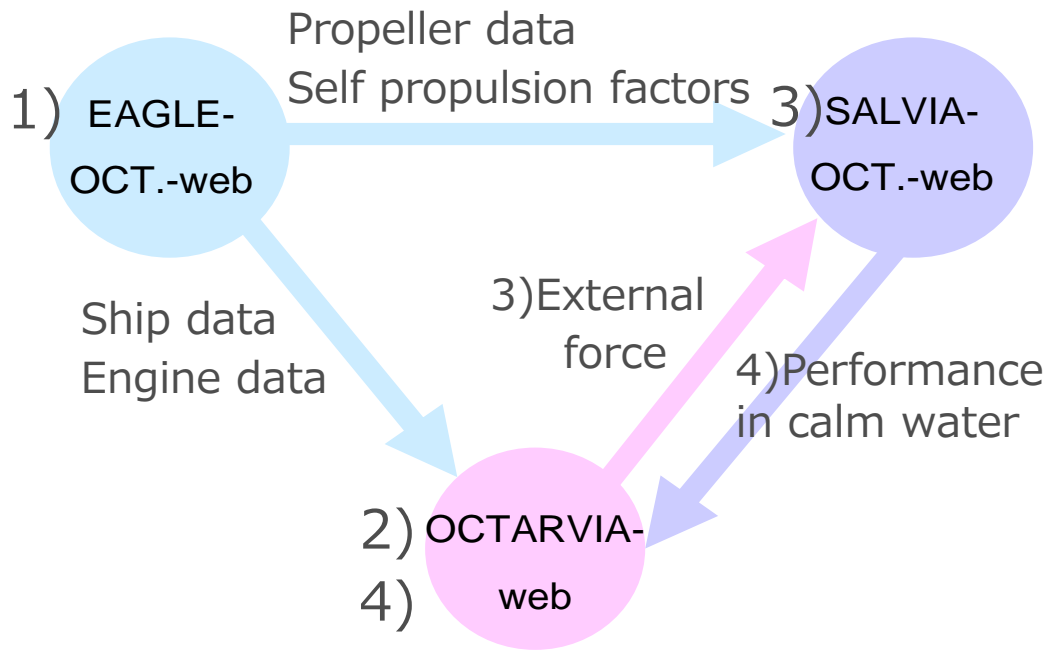 Propeller data
Self propulsion factors
1)
EAGLE-
OCT.-web
3)
SALVIA-
OCT.-web
Ship data
Engine data
3)External
force
4)Performance
in calm water
2)
4)
OCTARVIA-
web